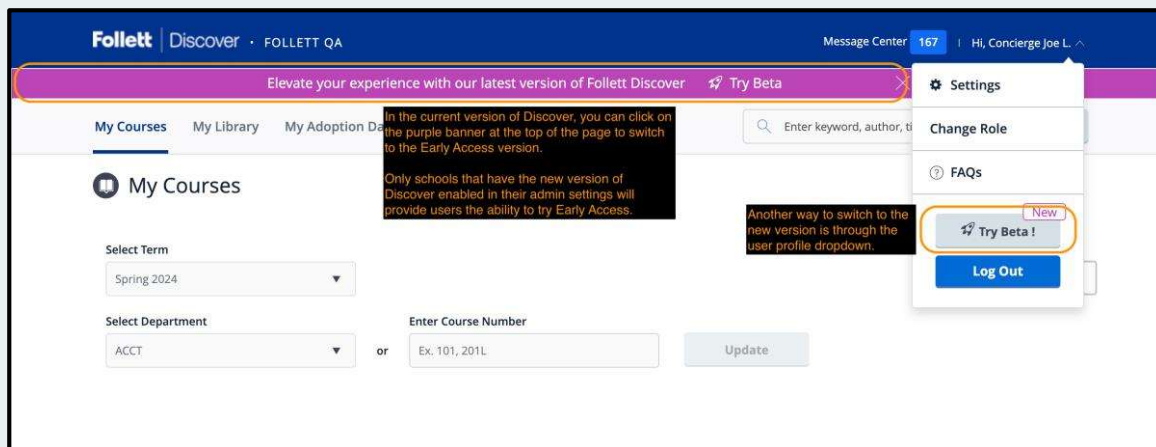 Follett Discover · FOLLETT QA
Message Center 167 Hi, Concierge Joe L.
Elevate your experience with our latest version of Follett Discover Try Beta
Settings
Change Role
FAQs
New
Try Beta !
Log Out
My Courses My Library My Adoption Da
Enter keyword, author, ti
In the current version of Discover, you can click on
the purple banner at the top of the page to switch
to the Early Access version.
Only schools that have the new version of
Discover enabled in their admin settings will
provide users the ability to try Early Access.
My Courses
Another way to switch to the
new version is through the
user profile dropdown.
Select Term
Spring 2024
Select Department
Enter Course Number
ACCT
or
Ex. 101, 201L
Update